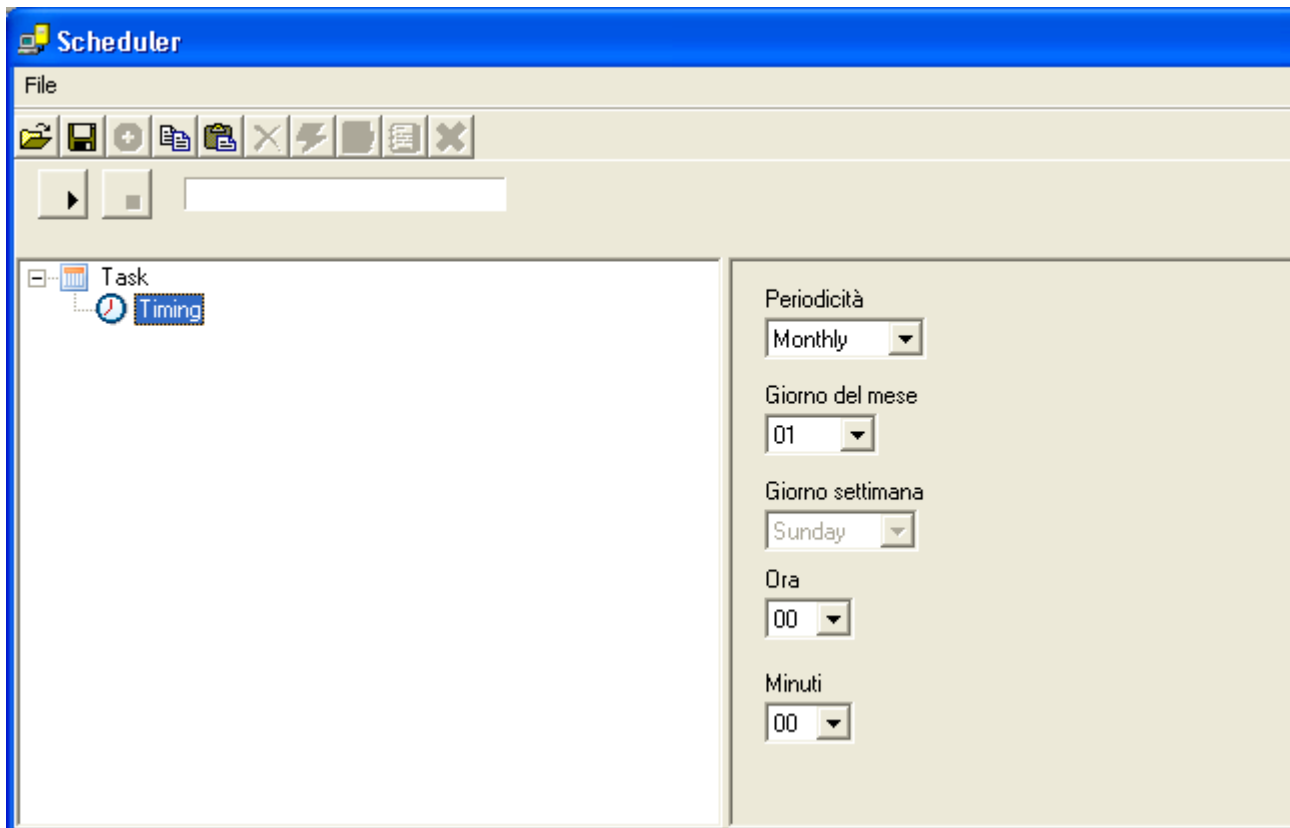 Scheduler
File
Task
Timing
Periodicità
Monthly
Giorno del mese
01
Giorno settimana
Sunday
Ora
00
Minuti
00